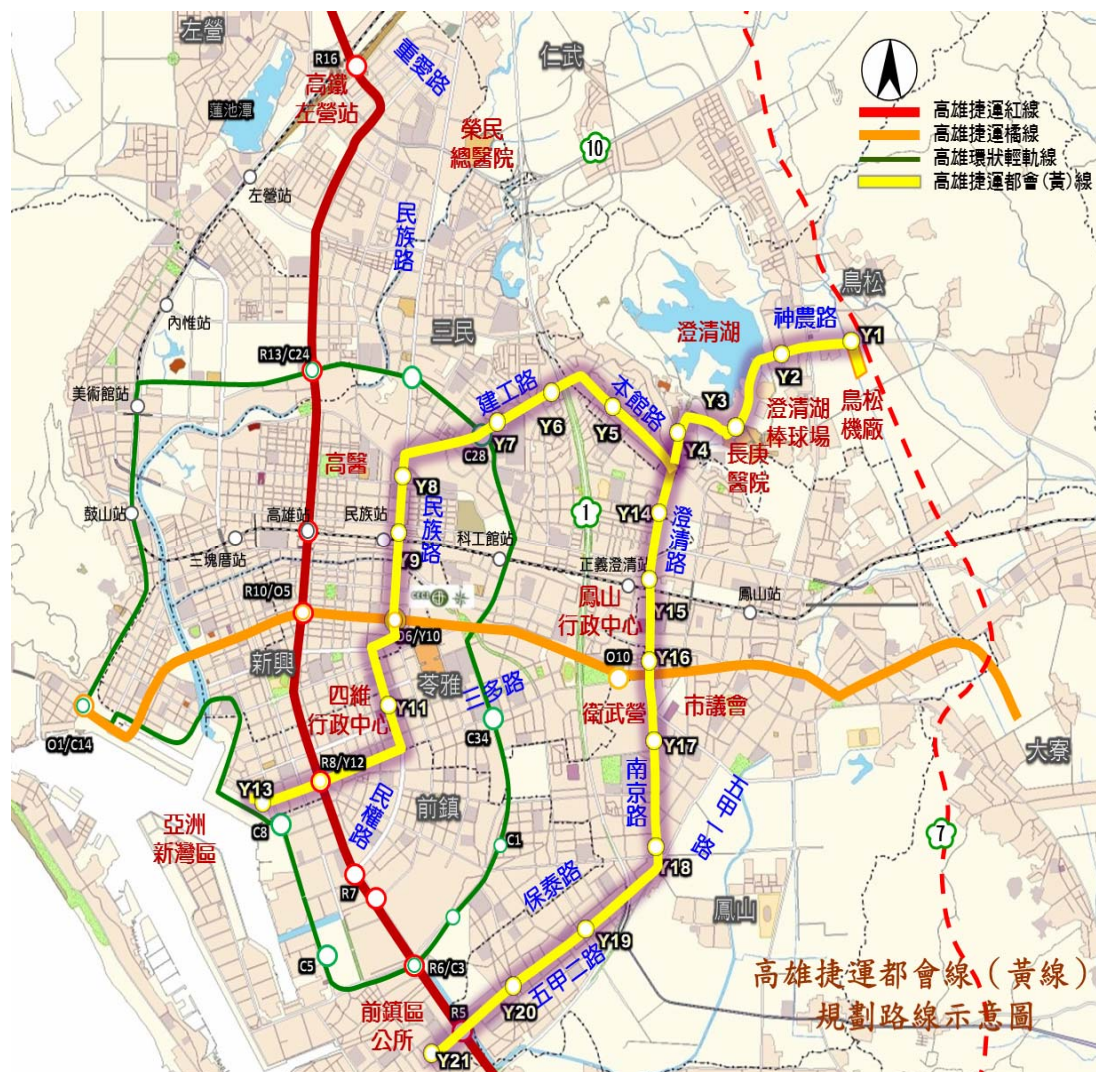 左營
R16
重愛路
仁武
高鐵
左營站
蓮池潭
榮民
總醫院
10
高雄捷運紅線
高雄捷運橘線
高雄環狀輕軌線
高雄捷運都會(黃)線
左營站
民族路
鳥松
內惟站
三民
澄清湖
神農路
Y1
R13/C24
Y2
美術館站
建工路
本館路
Y3
澄清湖
棒球場
鳥松
機廠
Y6
Y5
Y7
Y4
長庚
醫院
C28
高醫
Y8
鼓山站
高雄站
民族站
民族路
科工館站
1
Y14
澄清路
三塊厝站
Y9
正義澄清站
CECI
鳳山
行政中心
鳳山站
R10/O5
Y15
O6/Y10
新興
O10
Y16
苓雅
三多路
四維
行政中心
Y11
衛武營
市議會
O1/C14
C34
Y17
大寮
R8/Y12
南京路
五甲一路
Y13
民權路
前鎮
亞洲
新灣區
C8
C1
7
Y18
R7
保泰路
鳳山
Y19
C5
R6/C3
五甲二路
Y20
前鎮區
公所
R5
Y21
高雄捷運都會線（黃線）
規劃路線示意圖